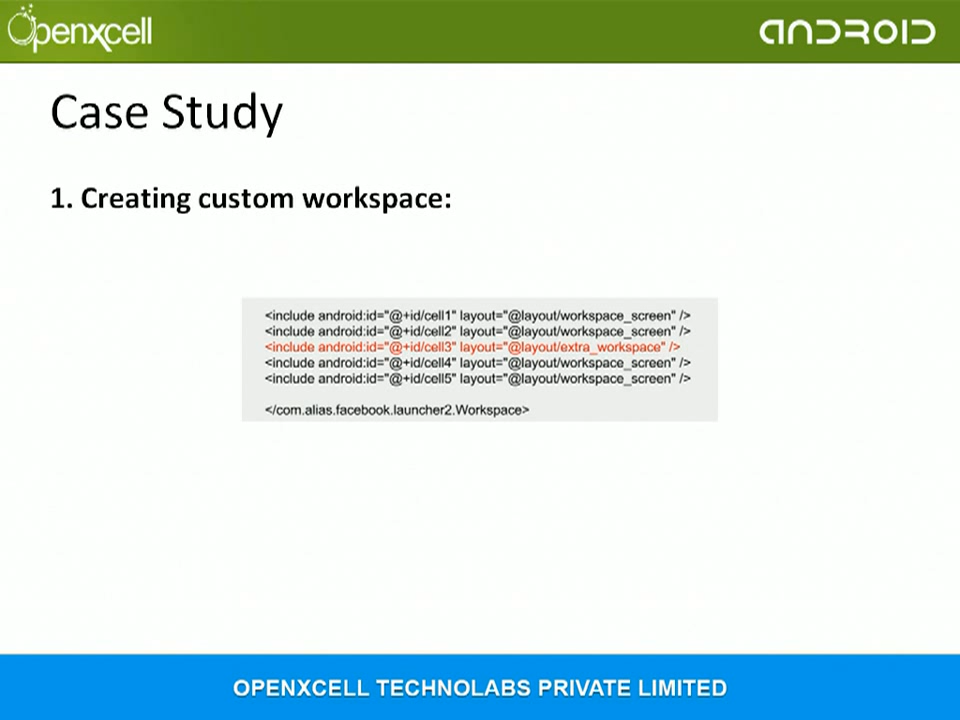 Openxcell
ANDROID
Case Study
1. Creating custom workspace:
<include android:id="@+id/cell1" layout="@layout/workspace_screen" />
<include android:id="@+id/cell2" layout="@layout/workspace_screen" />
<include android:id="@+id/cell3" layout="@layout/extra_workspace" />
<include android:id="@+id/cell4" layout="@layout/workspace_screen" />
<include android:id="@+id/cell5" layout="@layout/workspace_screen" />
</com.alias.facebook.launcher2.Workspace>
OPENXCELL TECHNOLABS PRIVATE LIMITED